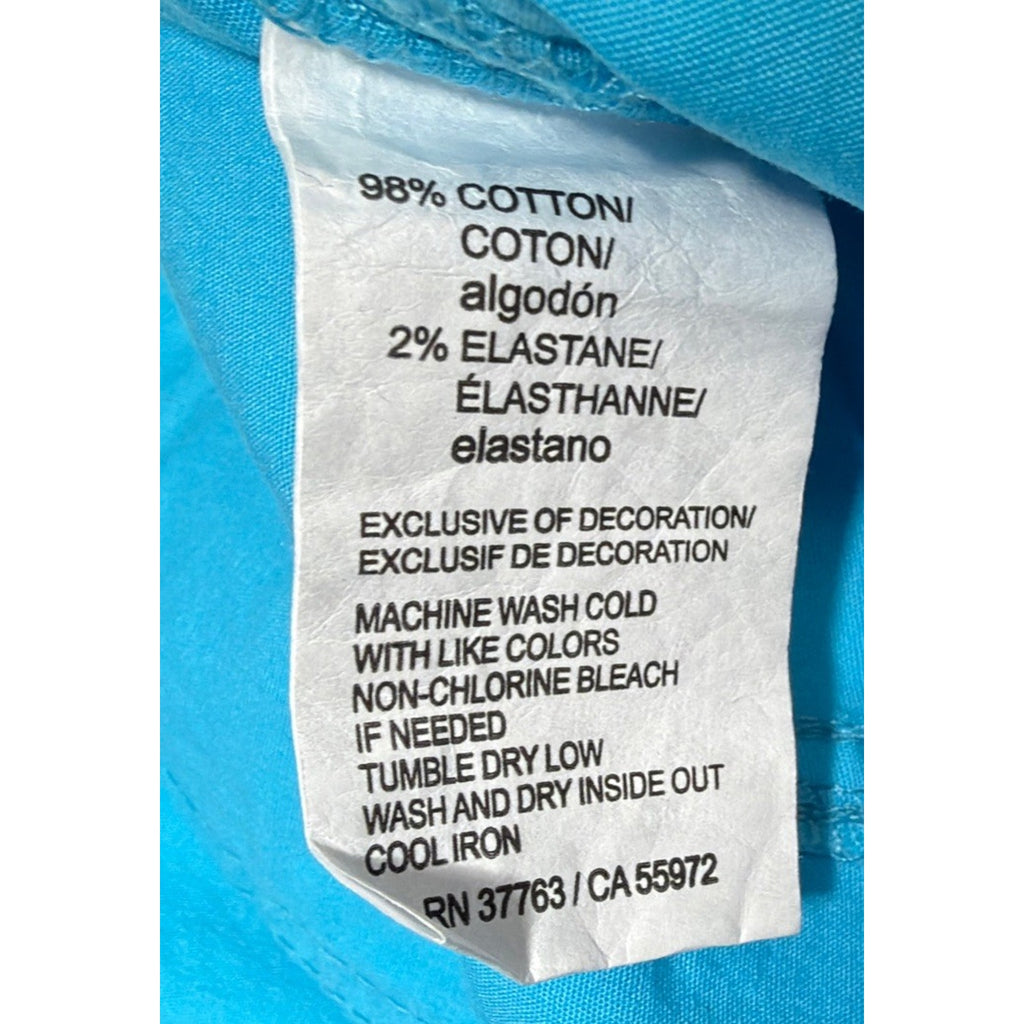 98% COTTON/
COTON/
algodón
2% ELASTANE/
ÉLASTHANNE/
elastano
EXCLUSIVE OF DECORATION/
EXCLUSIF DE DECORATION
MACHINE WASH COLD
WITH LIKE COLORS
NON-CHLORINE BLEACH
IF NEEDED
TUMBLE DRY LOW
WASH AND DRY INSIDE OUT
COOL IRON
RN 37763 / CA 55972